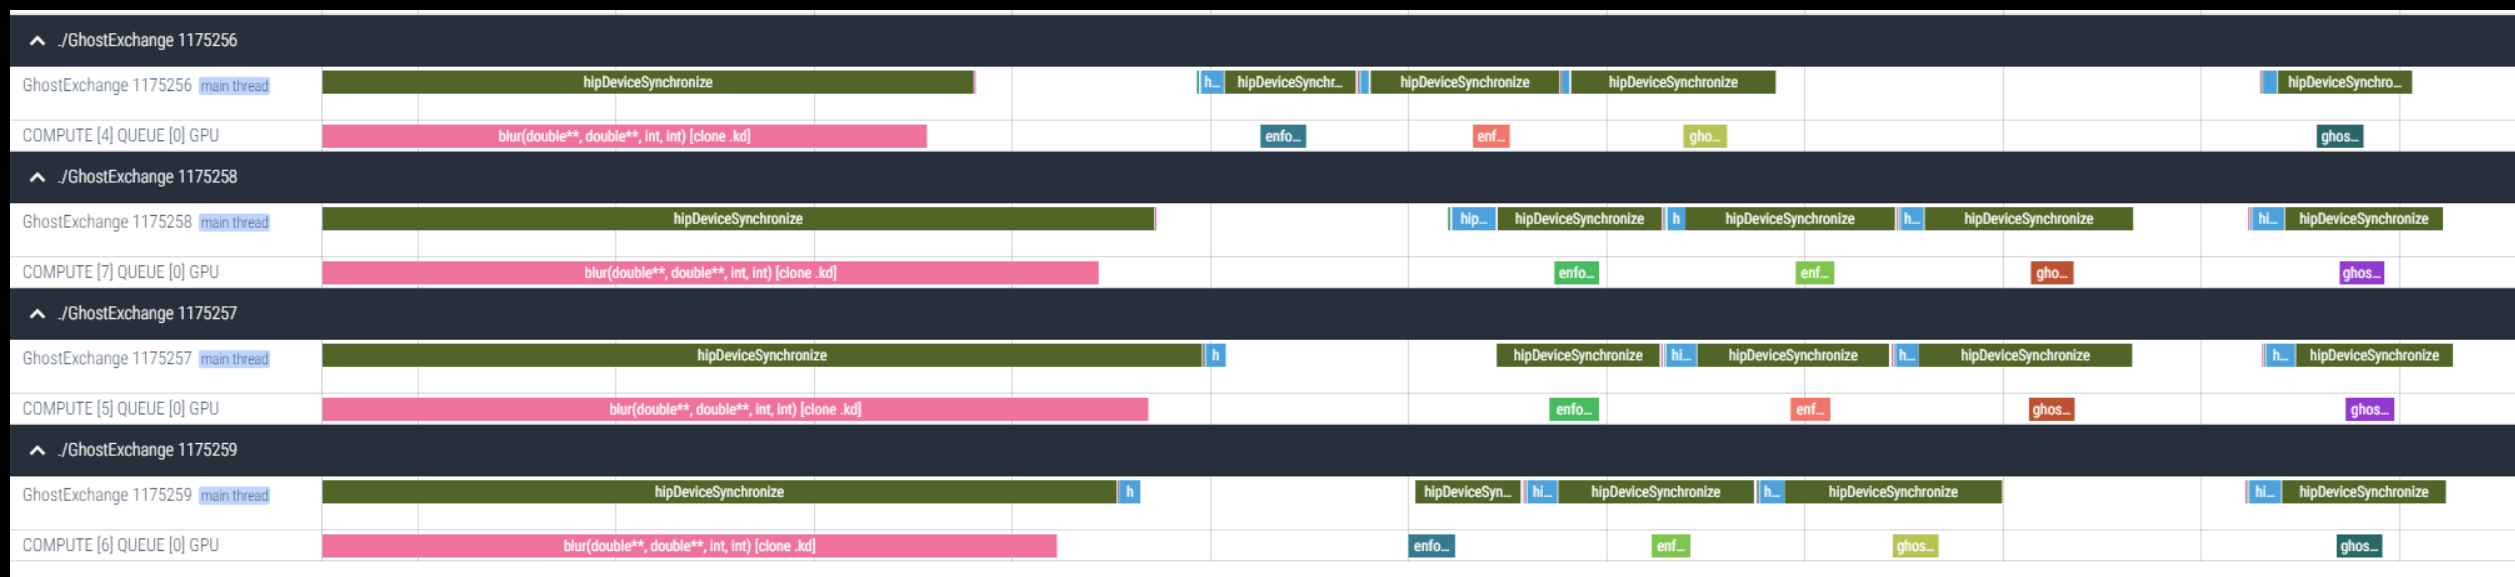 ./GhostExchange 1175256
GhostExchange 1175256 main thread hipDeviceSynchronize h... hipDeviceSynchr... hipDeviceSynchronize hipDeviceSynchronize hipDeviceSynchro...
COMPUTE [4] QUEUE [0] GPU blur(double**, double**, int, int) [clone .kd] enfo... enf... gho... ghos...
./GhostExchange 1175258
GhostExchange 1175258 main thread hipDeviceSynchronize hip... hipDeviceSynchronize h hipDeviceSynchronize h... hipDeviceSynchronize hi... hipDeviceSynchronize
COMPUTE [7] QUEUE [0] GPU blur(double**, double**, int, int) [clone .kd] enfo... enf... gho... ghos...
./GhostExchange 1175257
GhostExchange 1175257 main thread hipDeviceSynchronize h hipDeviceSynchronize hi... hipDeviceSynchronize h... hipDeviceSynchronize h... hipDeviceSynchronize
COMPUTE [5] QUEUE [0] GPU blur(double**, double**, int, int) [clone .kd] enfo... enf... ghos... ghos...
./GhostExchange 1175259
GhostExchange 1175259 main thread hipDeviceSynchronize h hipDeviceSyn... hi... hipDeviceSynchronize h... hipDeviceSynchronize hi... hipDeviceSynchronize
COMPUTE [6] QUEUE [0] GPU blur(double**, double**, int, int) [clone .kd] enfo... enf... ghos... ghos...